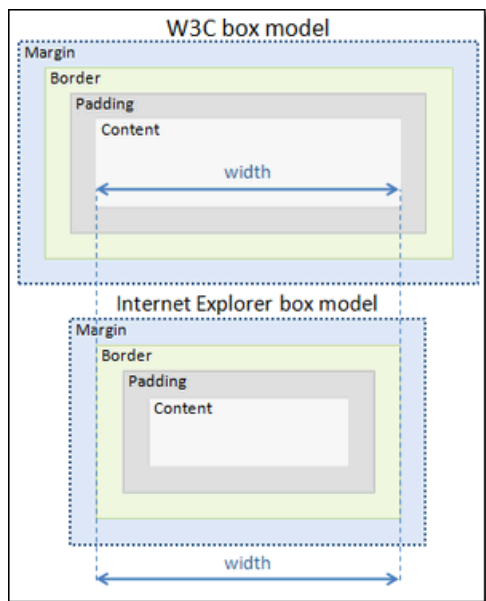 W3C box model
Margin
Border
Padding
Content
width
Internet Explorer box model
Margin
Border
Padding
Content
width